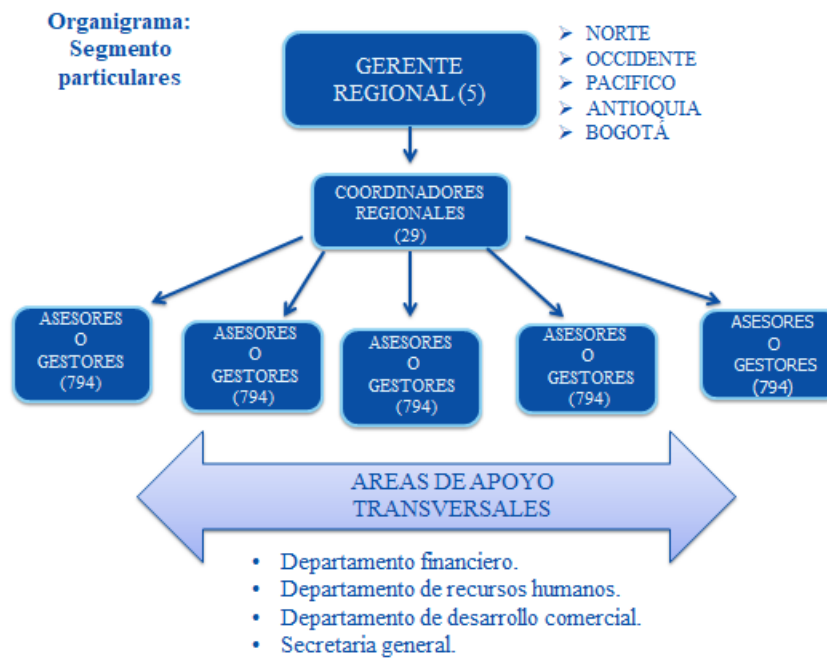 Organigrama:
Segmento
particulares
GERENTE
REGIONAL (5)
➢ NORTE
➢ OCCIDENTE
➢ PACIFICO
➢ ANTIOQUIA
➢ BOGOTÁ
COORDINADORES
REGIONALES
(29)
ASESORES
O
GESTORES
(794)
ASESORES
O
GESTORES
(794)
ASESORES
O
GESTORES
(794)
ASESORES
O
GESTORES
(794)
ASESORES
O
GESTORES
(794)
AREAS DE APOYO
TRANSVERSALES
• Departamento financiero.
• Departamento de recursos humanos.
• Departamento de desarrollo comercial.
• Secretaria general.